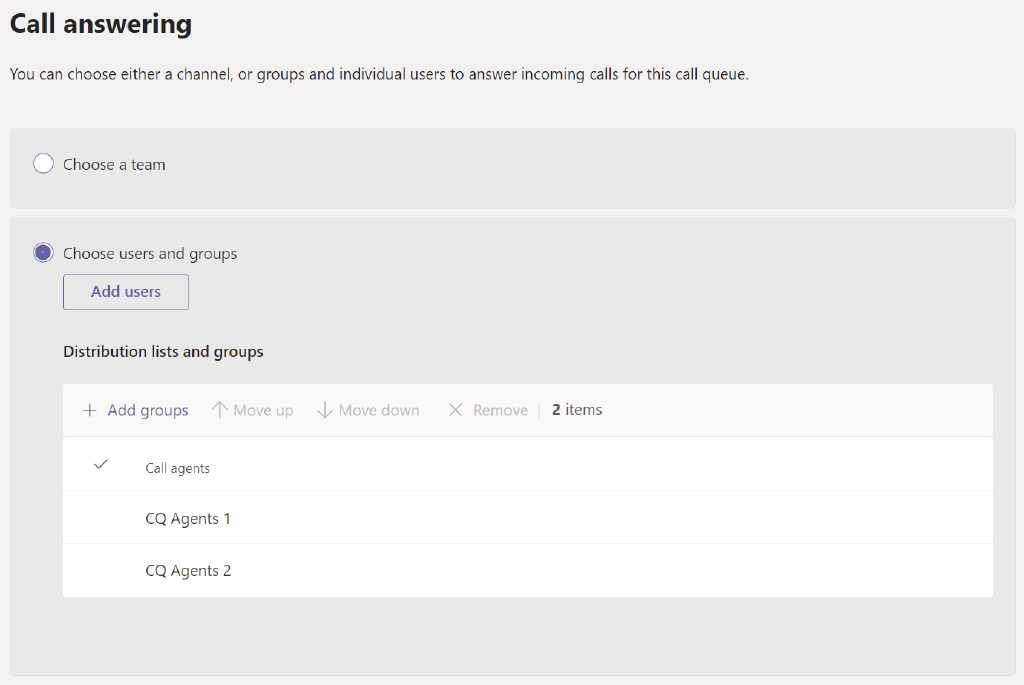 Call answering
You can choose either a channel, or groups and individual users to answer incoming calls for this call queue.
Choose a team
Choose users and groups
Add users
Distribution lists and groups
Add groups Move up Move down Remove 2 items
Call agents
CQ Agents 1
CQ Agents 2